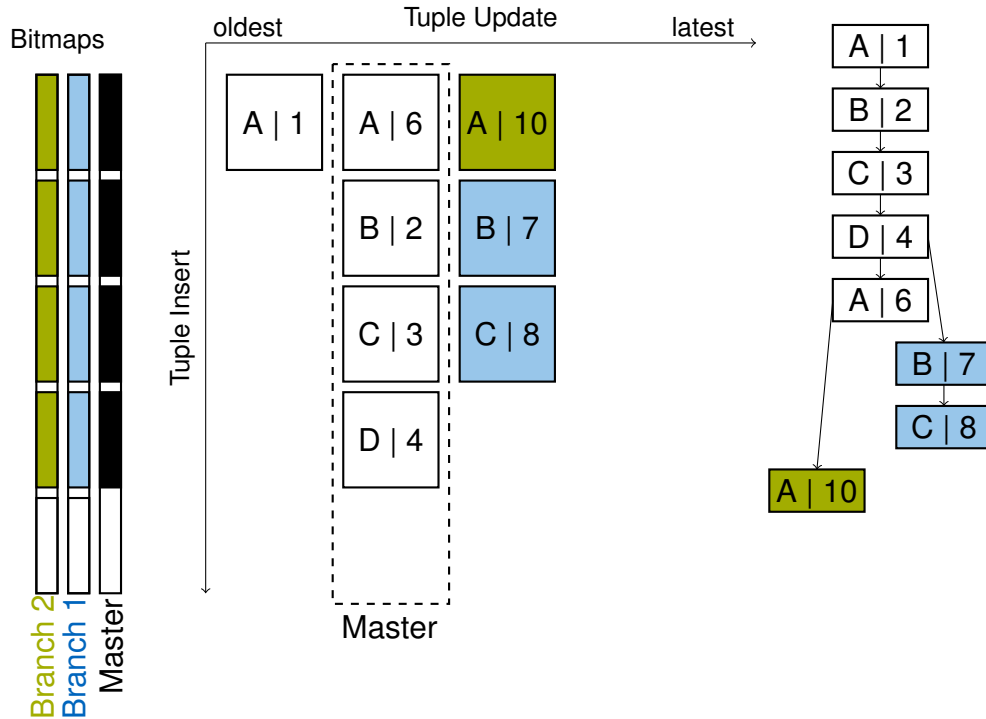 Bitmaps
Tuple Update
oldest
latest
Tuple Insert
A | 1
A | 6
A | 10
B | 2
B | 7
C | 3
C | 8
D | 4
Master
Branch 2
Branch 1
Master
A | 1
B | 2
C | 3
D | 4
A | 6
B | 7
C | 8
A | 10